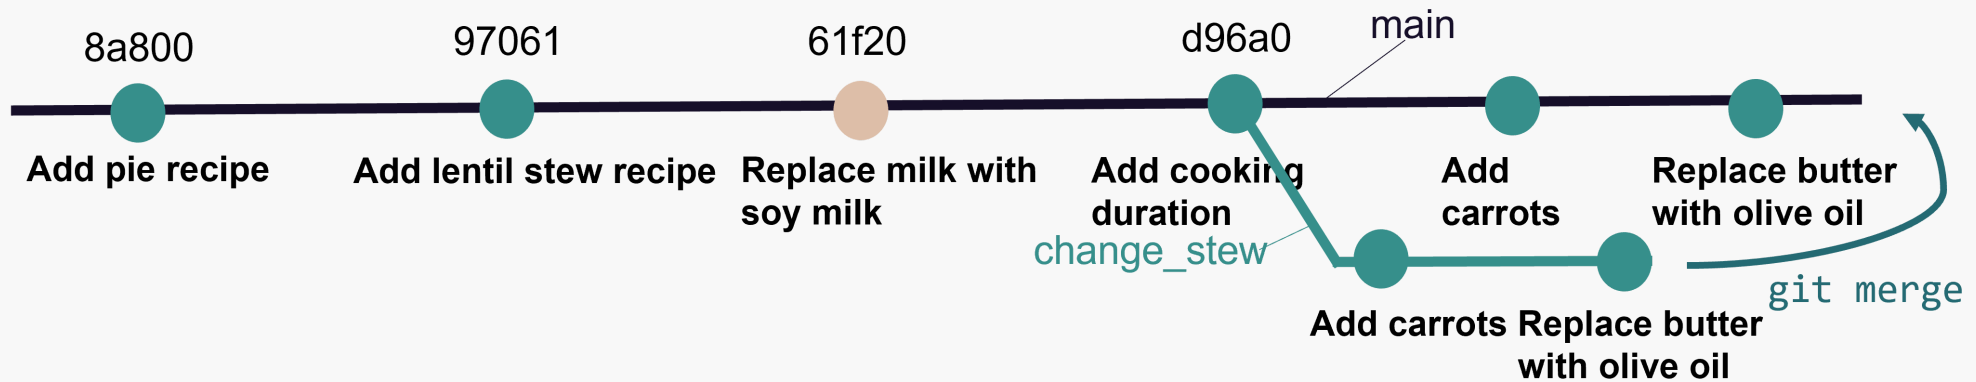 8a800
97061
61f20
d96a0
main
Add pie recipe
Add lentil stew recipe
Replace milk with
soy milk
Add cooking
duration
Add
carrots
Replace butter
with olive oil
change_stew
git merge
Add carrots
Replace butter
with olive oil